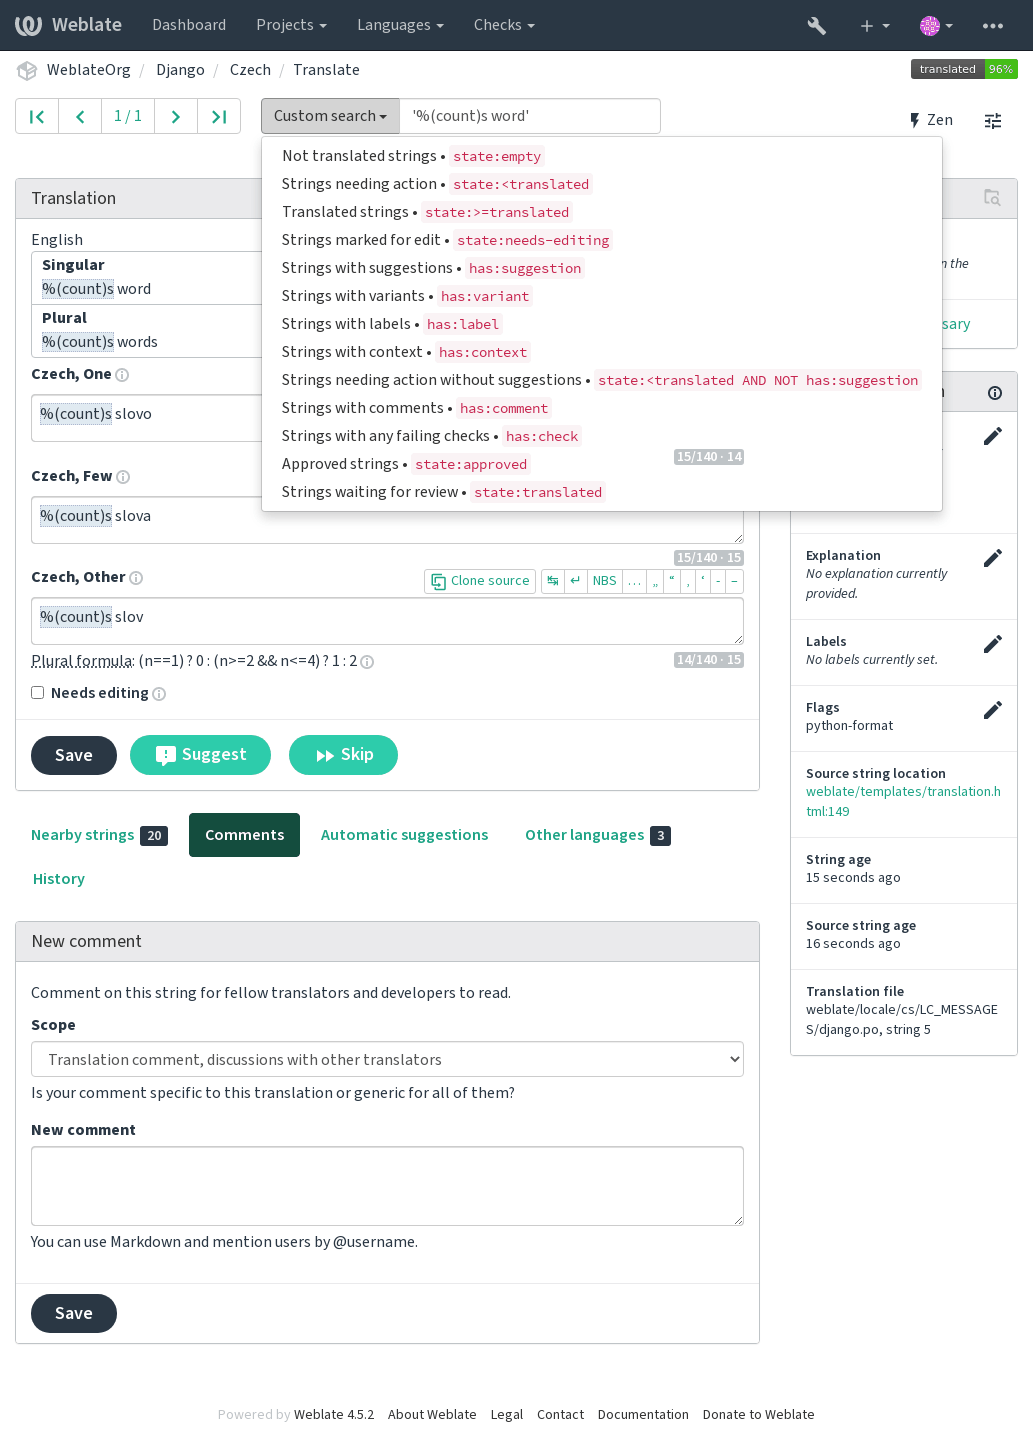 Weblate Dashboard Projects Languages Checks
WeblateOrg / Django / Czech / Translate
translated 96%
1 / 1
Custom search '%(count)s word'
Zen
Not translated strings • state:empty
Strings needing action • state:<translated
Translated strings • state:>=translated
Strings marked for edit • state:needs-editing
Strings with suggestions • has:suggestion
Strings with variants • has:variant
Strings with labels • has:label
Strings with context • has:context
Strings needing action without suggestions • state:<translated AND NOT has:suggestion
Strings with comments • has:comment
Strings with any failing checks • has:check
Approved strings • state:approved
Strings waiting for review • state:translated
Translation
English
Singular
%(count)s word
Plural
%(count)s words
Czech, One
%(count)s slovo
15/140 · 14
Czech, Few
%(count)s slova
15/140 · 15
Czech, Other
Clone source ↹ ↵ NBS … „ “ ‚ ‘ - –
%(count)s slov
Plural formula: (n==1) ? 0 : (n>=2 && n<=4) ? 1 : 2
14/140 · 15
Needs editing
Save Suggest Skip
Nearby strings 20 Comments Automatic suggestions Other languages 3
History
New comment
Comment on this string for fellow translators and developers to read.
Scope
Translation comment, discussions with other translators
Is your comment specific to this translation or generic for all of them?
New comment
You can use Markdown and mention users by @username.
Save
the
Explanation
No explanation currently
provided.
Labels
No labels currently set.
Flags
python-format
Source string location
weblate/templates/translation.h
tml:149
String age
15 seconds ago
Source string age
16 seconds ago
Translation file
weblate/locale/cs/LC_MESSAGE
S/django.po, string 5
Powered by Weblate 4.5.2 About Weblate Legal Contact Documentation Donate to Weblate